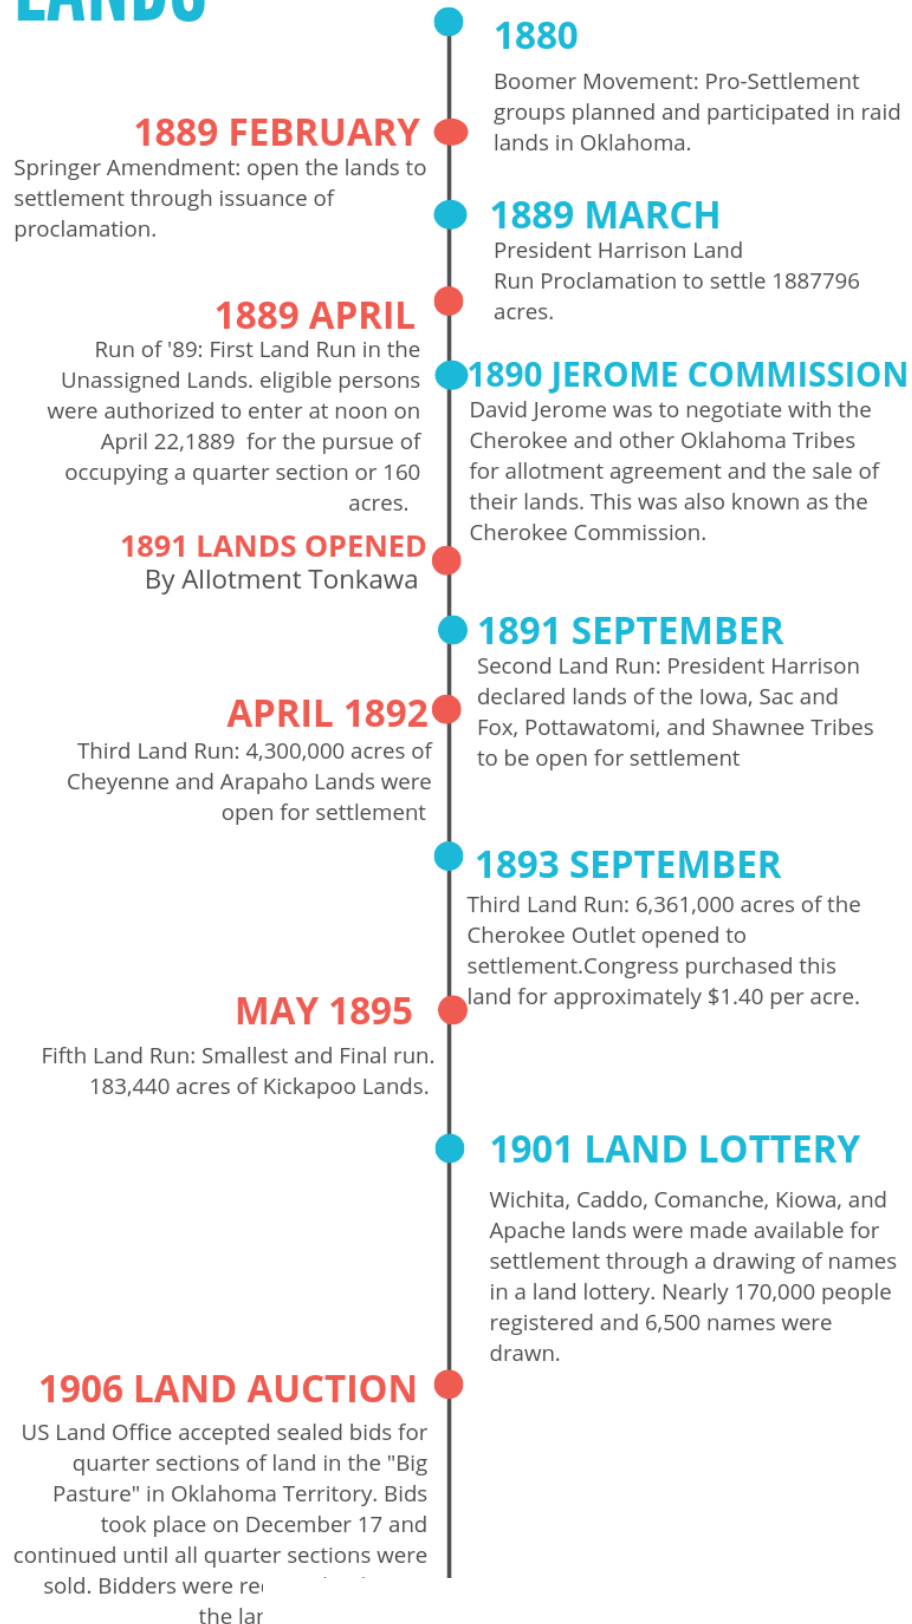 LANDS
1880
Boomer Movement: Pro-Settlement
groups planned and participated in raid
lands in Oklahoma.
1889 FEBRUARY
Springer Amendment: open the lands to
settlement through issuance of
proclamation.
1889 MARCH
President Harrison Land
Run Proclamation to settle 1887796
acres.
1889 APRIL
Run of '89: First Land Run in the
Unassigned Lands. eligible persons
were authorized to enter at noon on
April 22,1889 for the pursue of
occupying a quarter section or 160
acres.
1890 JEROME COMMISSION
David Jerome was to negotiate with the
Cherokee and other Oklahoma Tribes
for allotment agreement and the sale of
their lands. This was also known as the
Cherokee Commission.
1891 LANDS OPENED
By Allotment Tonkawa
1891 SEPTEMBER
Second Land Run: President Harrison
declared lands of the Iowa, Sac and
Fox, Pottawatomi, and Shawnee Tribes
to be open for settlement
APRIL 1892
Third Land Run: 4,300,000 acres of
Cheyenne and Arapaho Lands were
open for settlement
1893 SEPTEMBER
Third Land Run: 6,361,000 acres of the
Cherokee Outlet opened to
settlement.Congress purchased this
land for approximately $1.40 per acre.
MAY 1895
Fifth Land Run: Smallest and Final run.
183,440 acres of Kickapoo Lands.
1901 LAND LOTTERY
Wichita, Caddo, Comanche, Kiowa, and
Apache lands were made available for
settlement through a drawing of names
in a land lottery. Nearly 170,000 people
registered and 6,500 names were
drawn.
1906 LAND AUCTION
US Land Office accepted sealed bids for
quarter sections of land in the "Big
Pasture" in Oklahoma Territory. Bids
took place on December 17 and
continued until all quarter sections were
sold. Bidders were
the